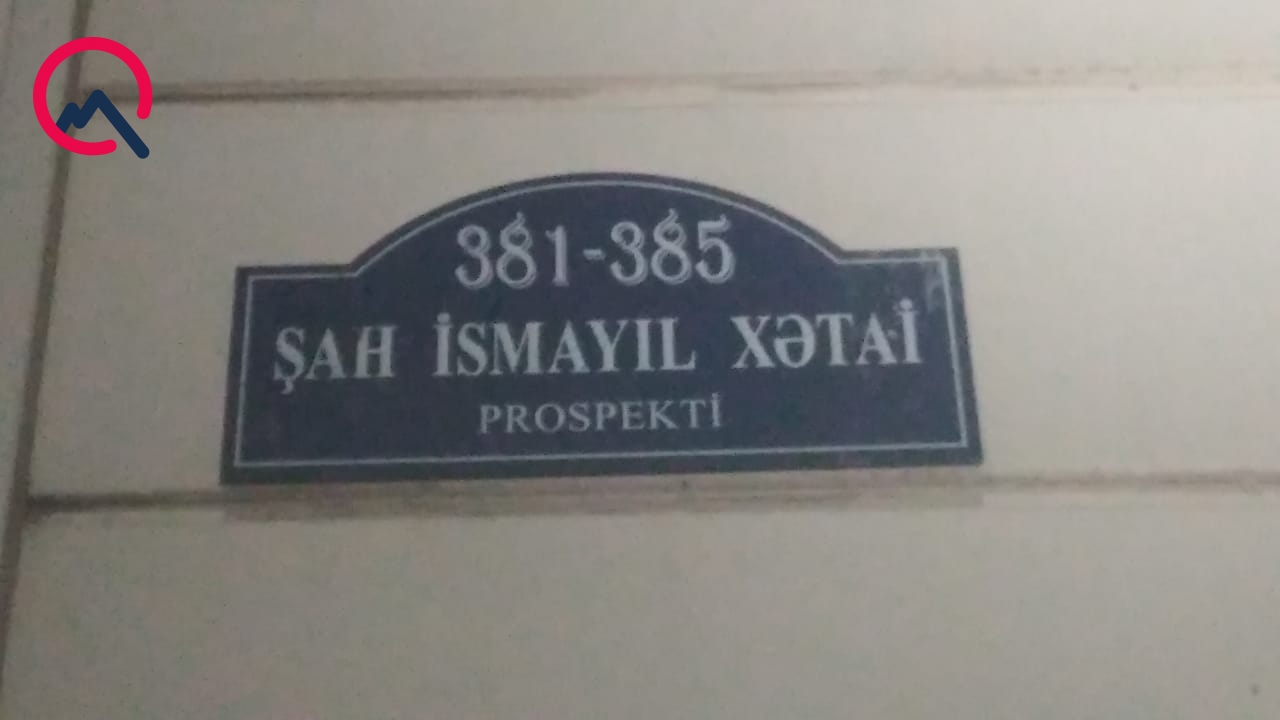 381-385
ŞAH İSMAYIL XƏTAİ
PROSPEKTİ